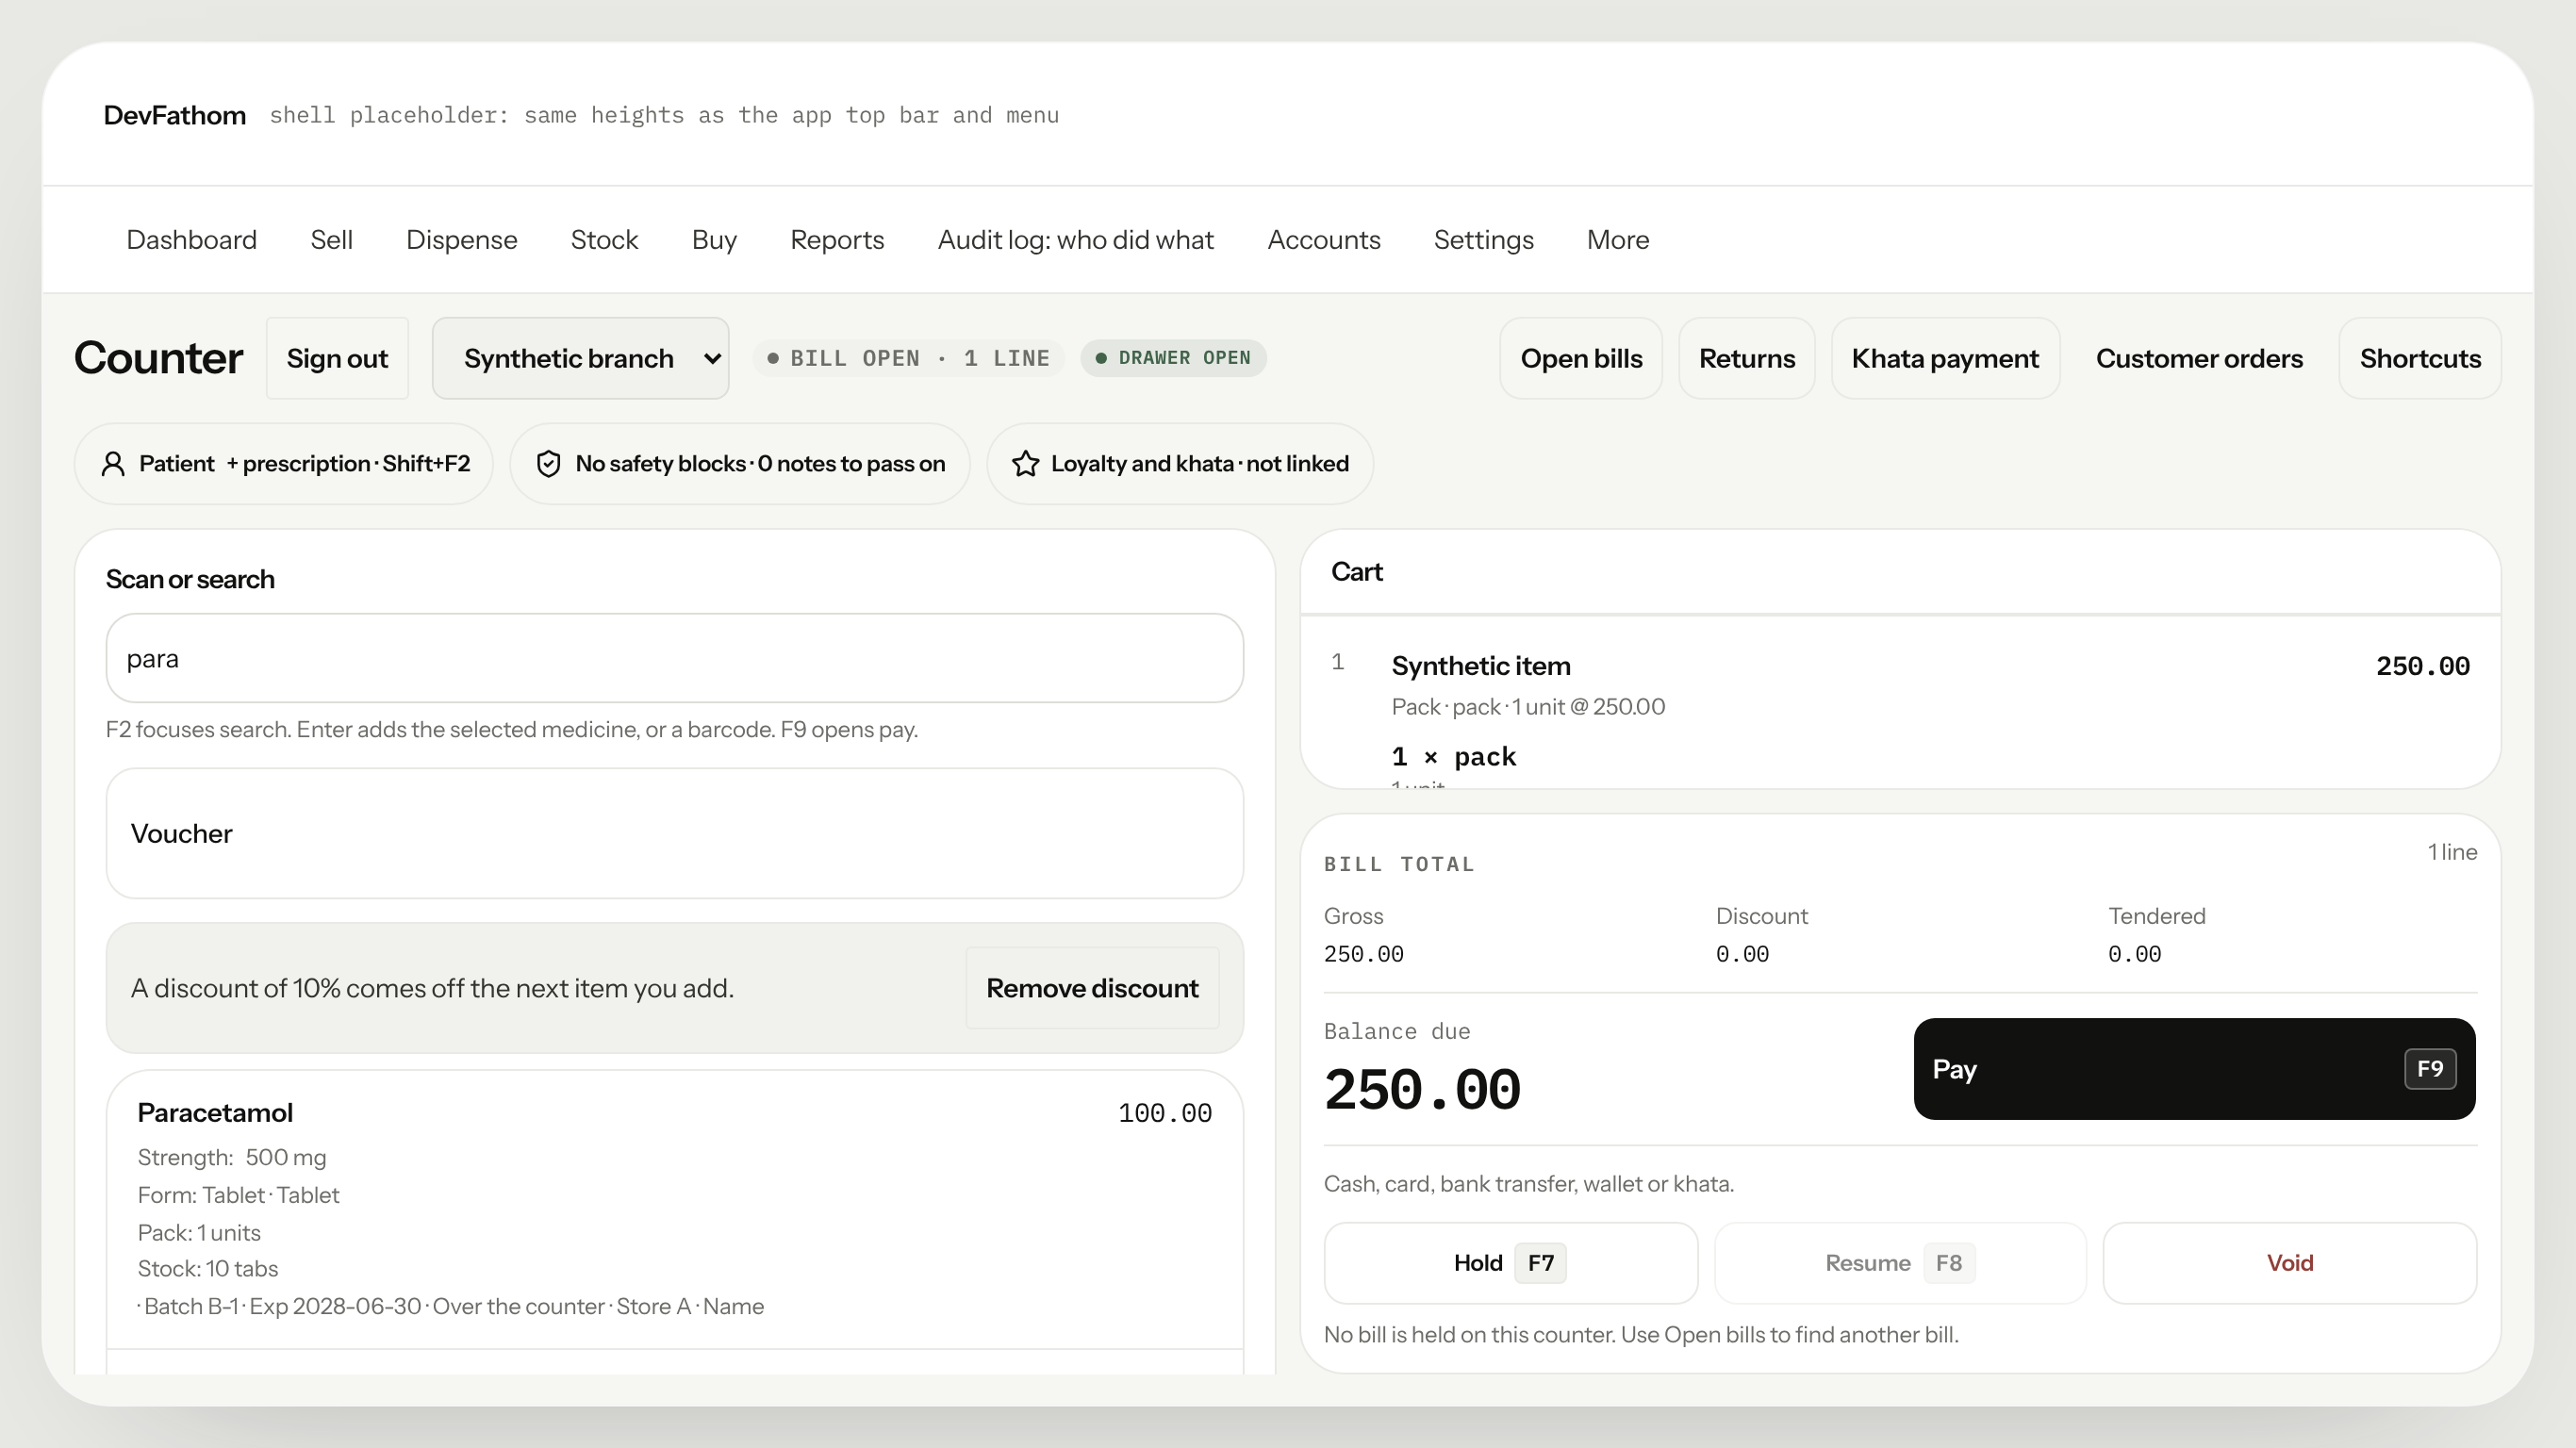 DevFathom shell placeholder: same heights as the app top bar and menu
Dashboard Sell Dispense Stock Buy Reports Audit log: who did what Accounts Settings More
Counter Sign out Synthetic branch BILL OPEN · 1 LINE DRAWER OPEN Open bills Returns Khata payment Customer orders Shortcuts
Patient + prescription · Shift+F2 No safety blocks · 0 notes to pass on Loyalty and khata · not linked
Scan or search
para
F2 focuses search. Enter adds the selected medicine, or a barcode. F9 opens pay.
Voucher
A discount of 10% comes off the next item you add. Remove discount
Paracetamol 100.00
Strength: 500 mg
Form: Tablet · Tablet
Pack: 1 units
Stock: 10 tabs
· Batch B-1 · Exp 2028-06-30 · Over the counter · Store A · Name
Cart
1 Synthetic item 250.00
Pack · pack · 1 unit @ 250.00
1 × pack
1 unit
BILL TOTAL 1 line
Gross Discount Tendered
250.00 0.00 0.00
Balance due
250.00 Pay F9
Cash, card, bank transfer, wallet or khata.
Hold F7 Resume F8 Void
No bill is held on this counter. Use Open bills to find another bill.